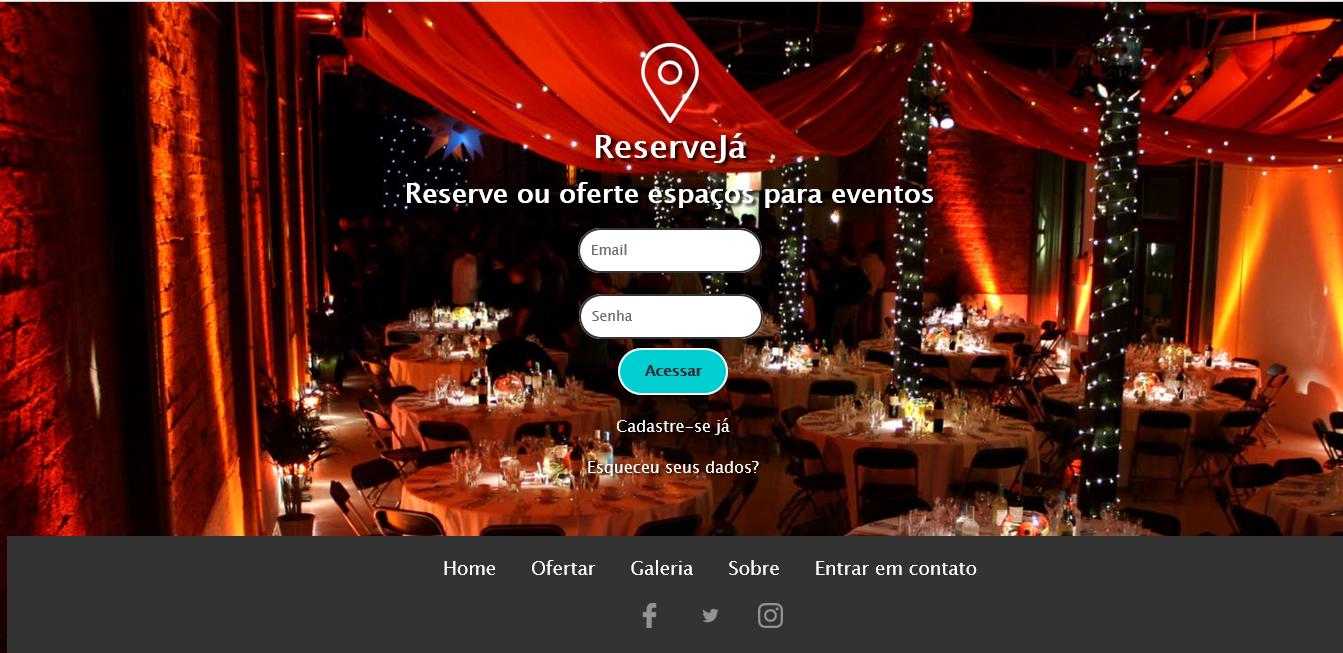 ReserveJá
Reserve ou oferte espaços para eventos
Email
Senha
Acessar
Cadastre-se já
Esqueceu seus dados?
Home Ofertar Galeria Sobre Entrar em contato